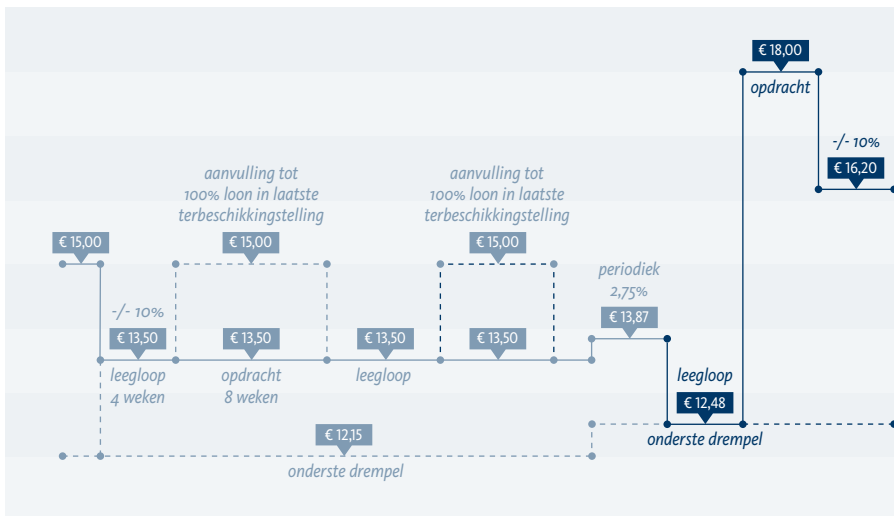 € 18,00
opdracht
-/- 10%
€ 16,20
aanvulling tot
100% loon in laatste
terbeschikkingstelling
aanvulling tot
100% loon in laatste
terbeschikkingstelling
€ 15,00
€ 15,00
€ 15,00
periodiek
2,75%
€ 13,87
-/- 10%
€ 13,50
€ 13,50
€ 13,50
€ 13,50
leegloop
4 weken
opdracht
8 weken
leegloop
leegloop
€ 12,48
onderste drempel
€ 12,15
onderste drempel